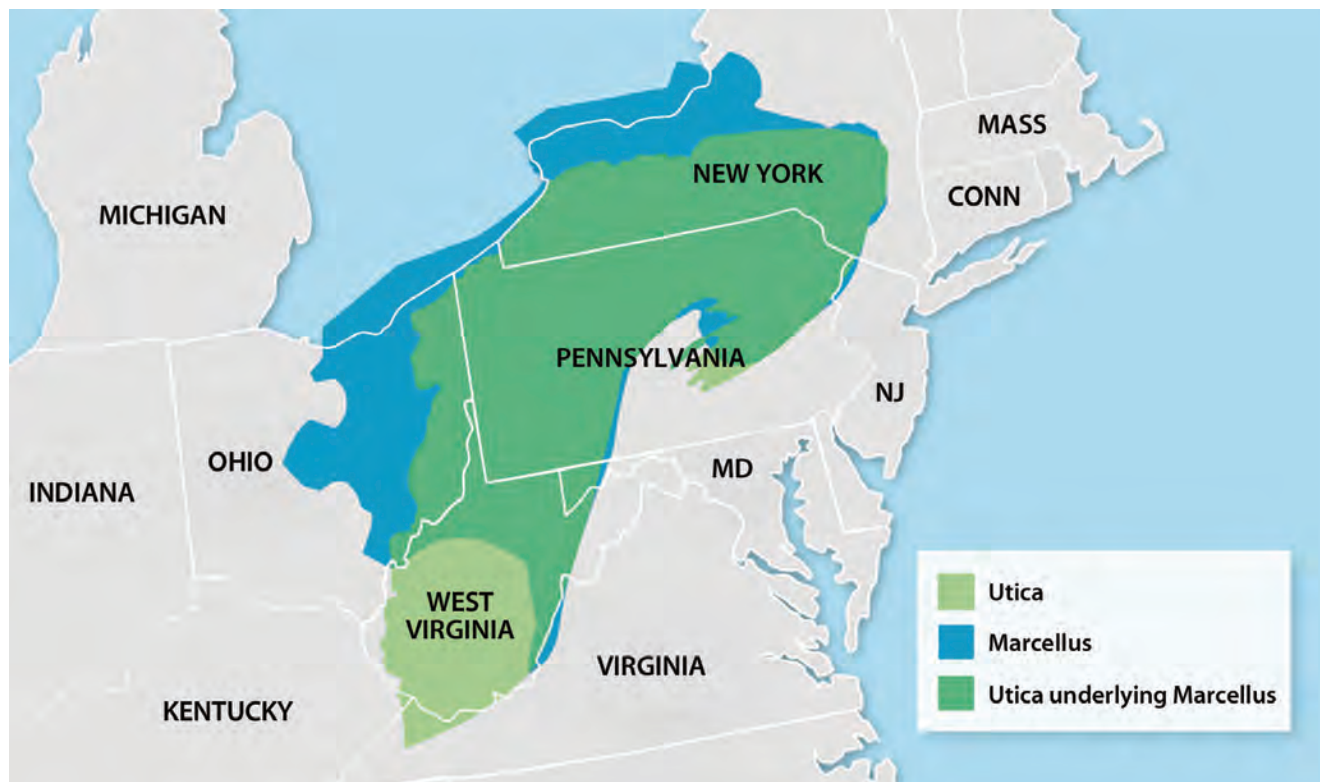 MASS
NEW YORK
CONN
MICHIGAN
PENNSYLVANIA
NJ
OHIO
MD
INDIANA
WEST
VIRGINIA
VIRGINIA
KENTUCKY
Utica
Marcellus
Utica underlying Marcellus